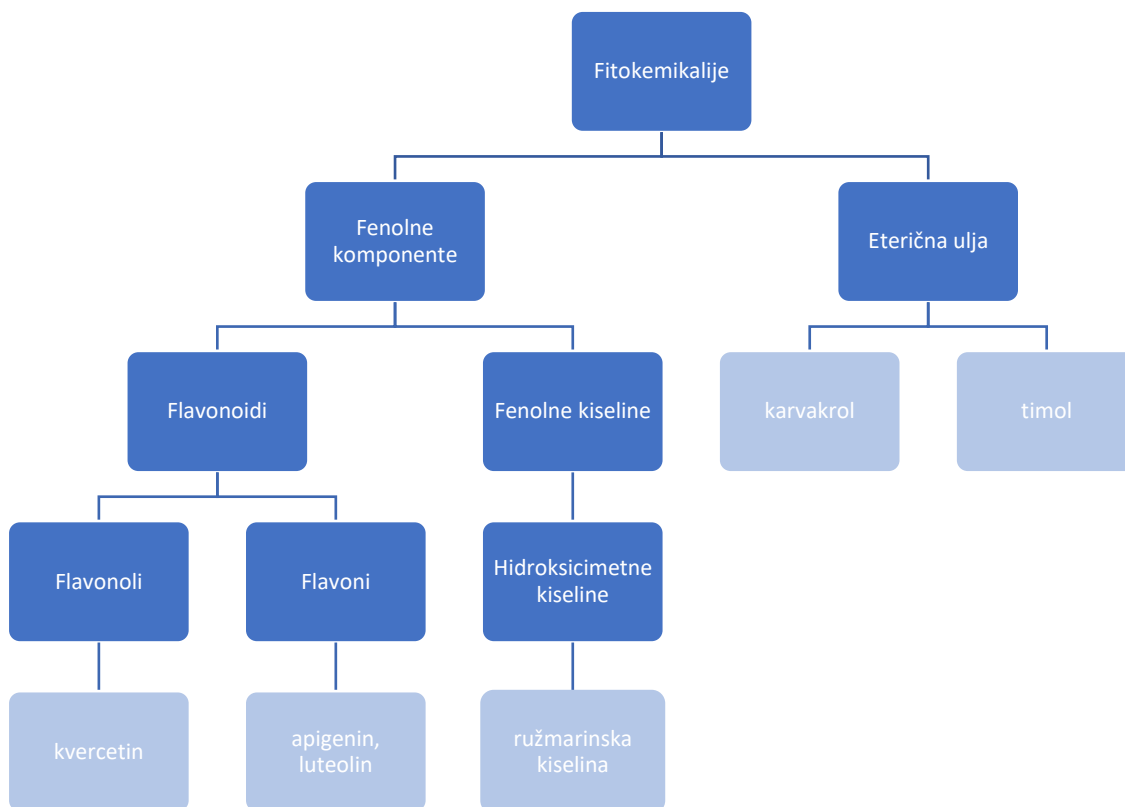 Fitokemikalije
Fenolne
komponente
Eterična ulja
Flavonoidi
Fenolne kiseline
karvakrol
timol
Flavonoli
Flavoni
Hidroksicimetne
kiseline
kvercetin
apigenin,
luteolin
ružmarinska
kiselina